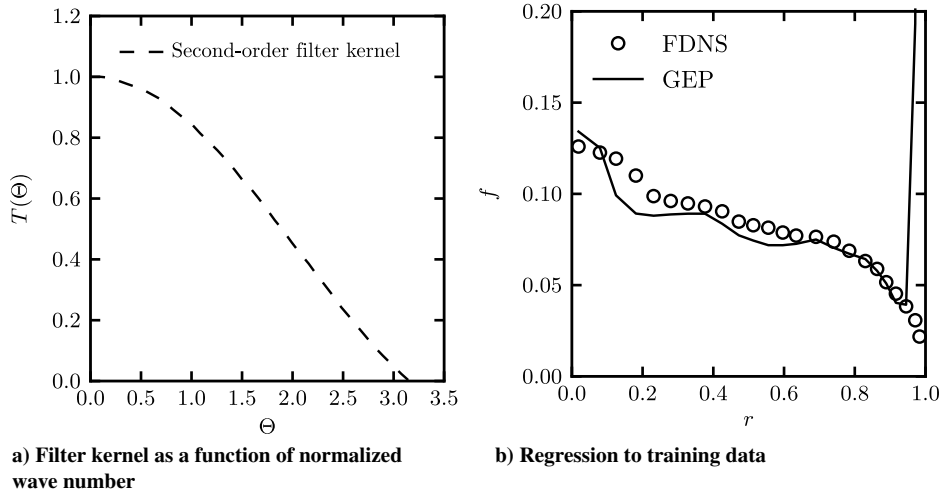 1.2
1.0
0.8
0.6
0.4
0.2
0.0
T(Θ)
Second-order filter kernel
0.0 0.5 1.0 1.5 2.0 2.5 3.0 3.5
Θ
a) Filter kernel as a function of normalized
wave number
0.20
0.15
0.10
0.05
0.00
f
FDNS
GEP
0.0 0.2 0.4 0.6 0.8 1.0
r
b) Regression to training data